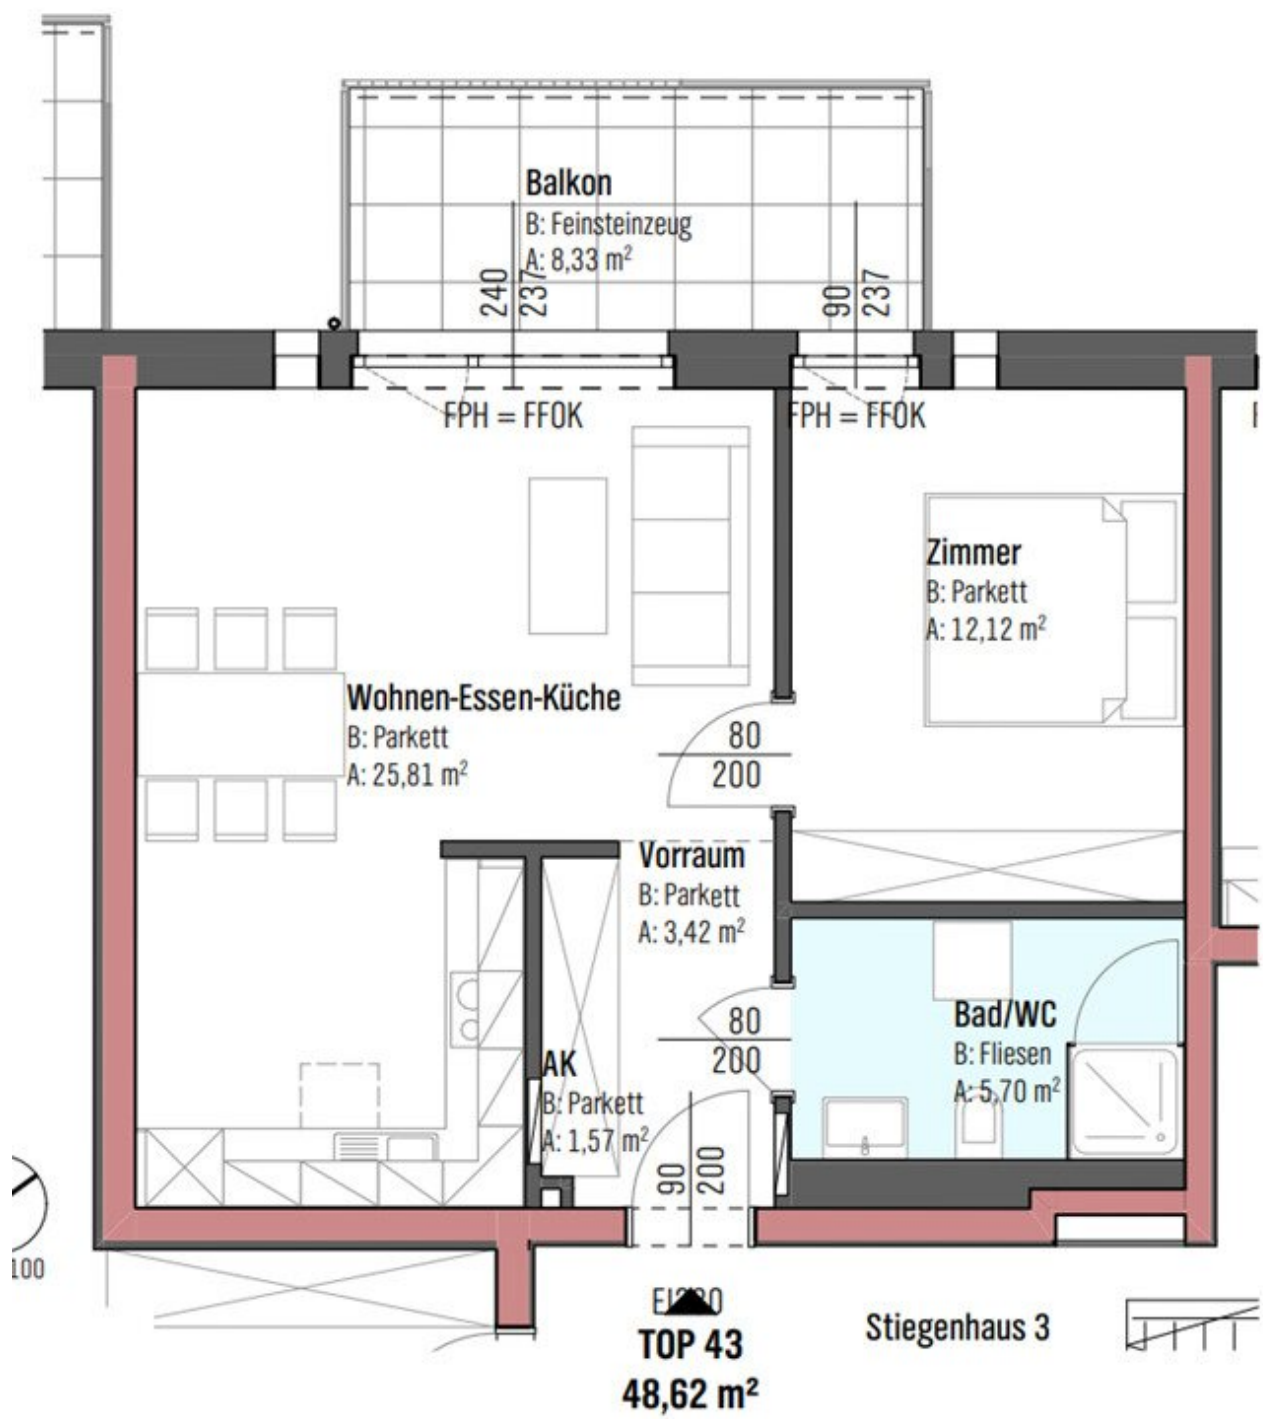 Balkon
B: Feinsteinzeug
A: 8,33 m²
240
237
90
237
FPH = FFOK
FPH = FFOK
Zimmer
B: Parkett
A: 12,12 m²
Wohnen-Essen-Küche
B: Parkett
A: 25,81 m²
80
200
Vorraum
B: Parkett
A: 3,42 m²
80
200
Bad/WC
B: Fliesen
A: 5,70 m²
AK
B: Parkett
A: 1,57 m²
90
200
100
Stiegenhaus 3
TOP 43
48,62 m²